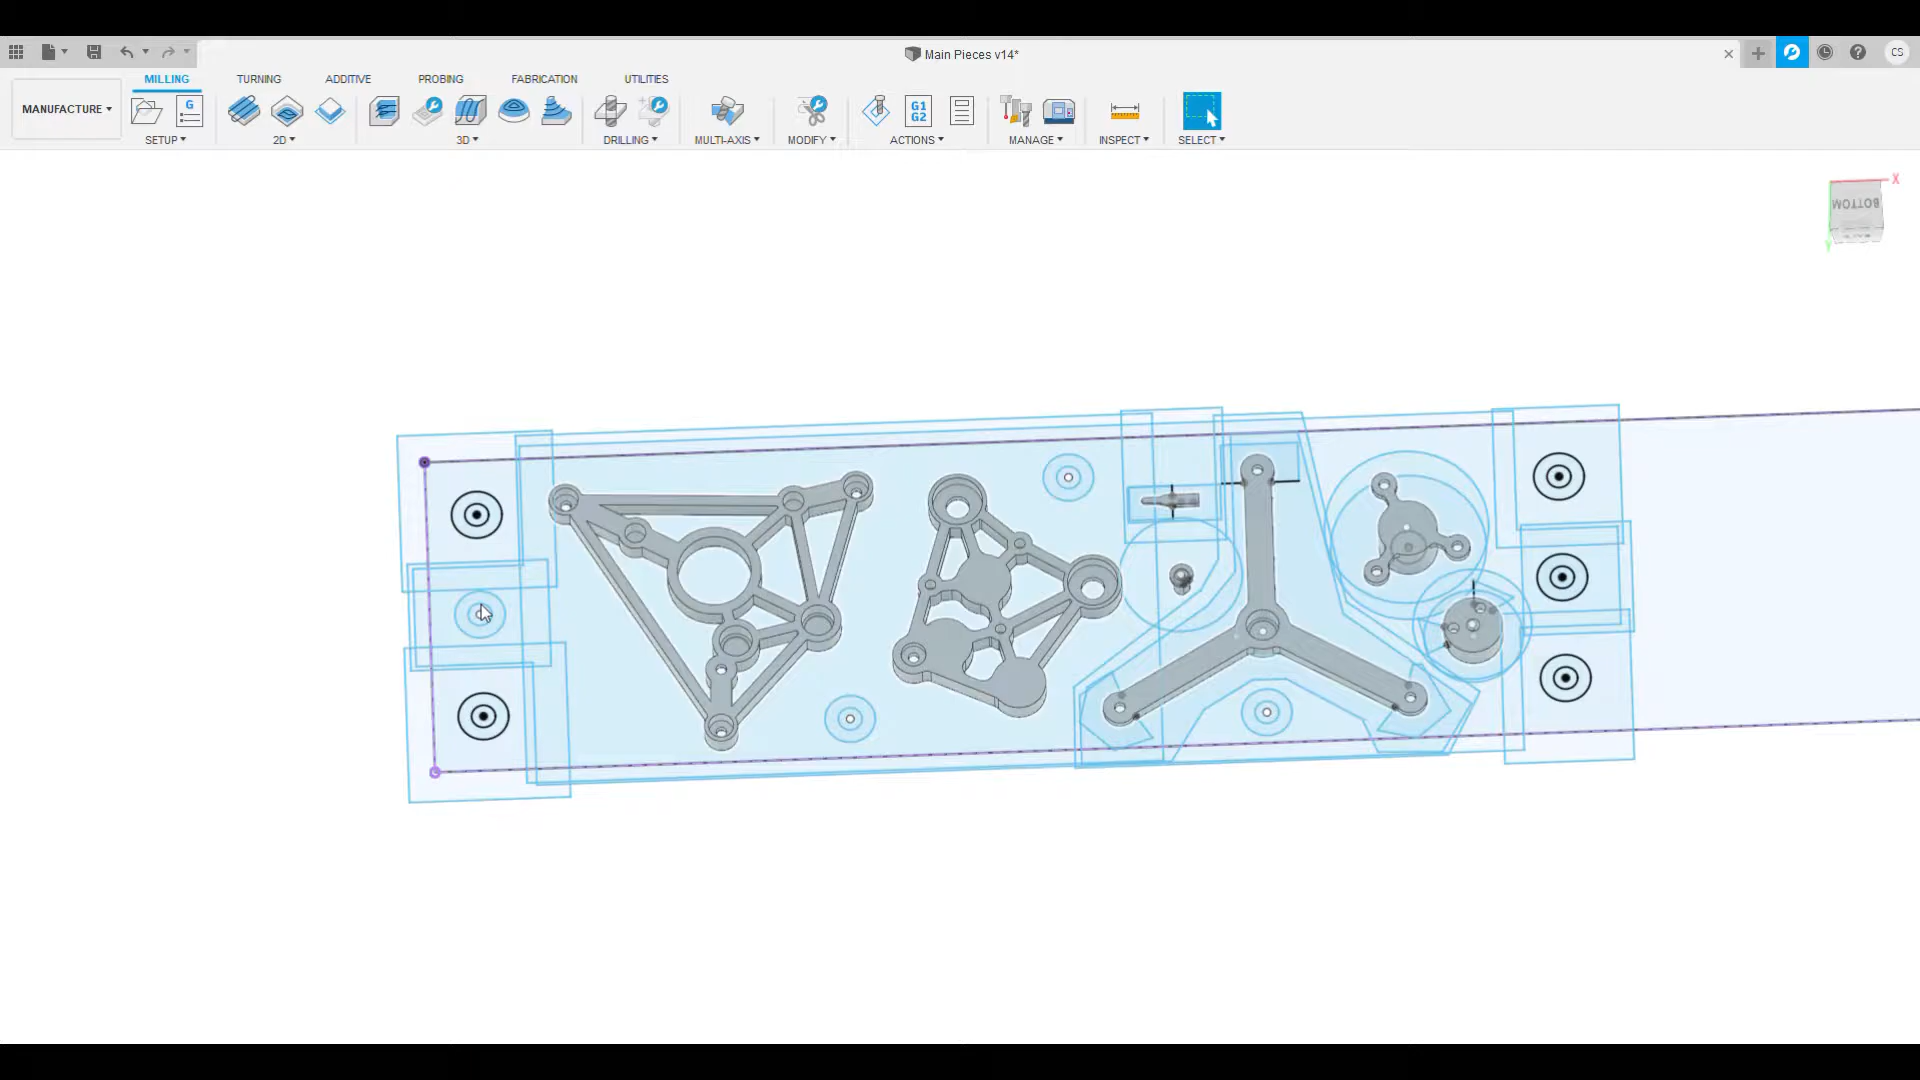 Main Pieces v14*
CS
MILLING
TURNING
ADDITIVE
PROBING
FABRICATION
UTILITIES
MANUFACTURE
G
G1
G2
SETUP
2D
3D
DRILLING
MULTI-AXIS
MODIFY
ACTIONS
MANAGE
INSPECT
SELECT
X
BOTTOM
Y